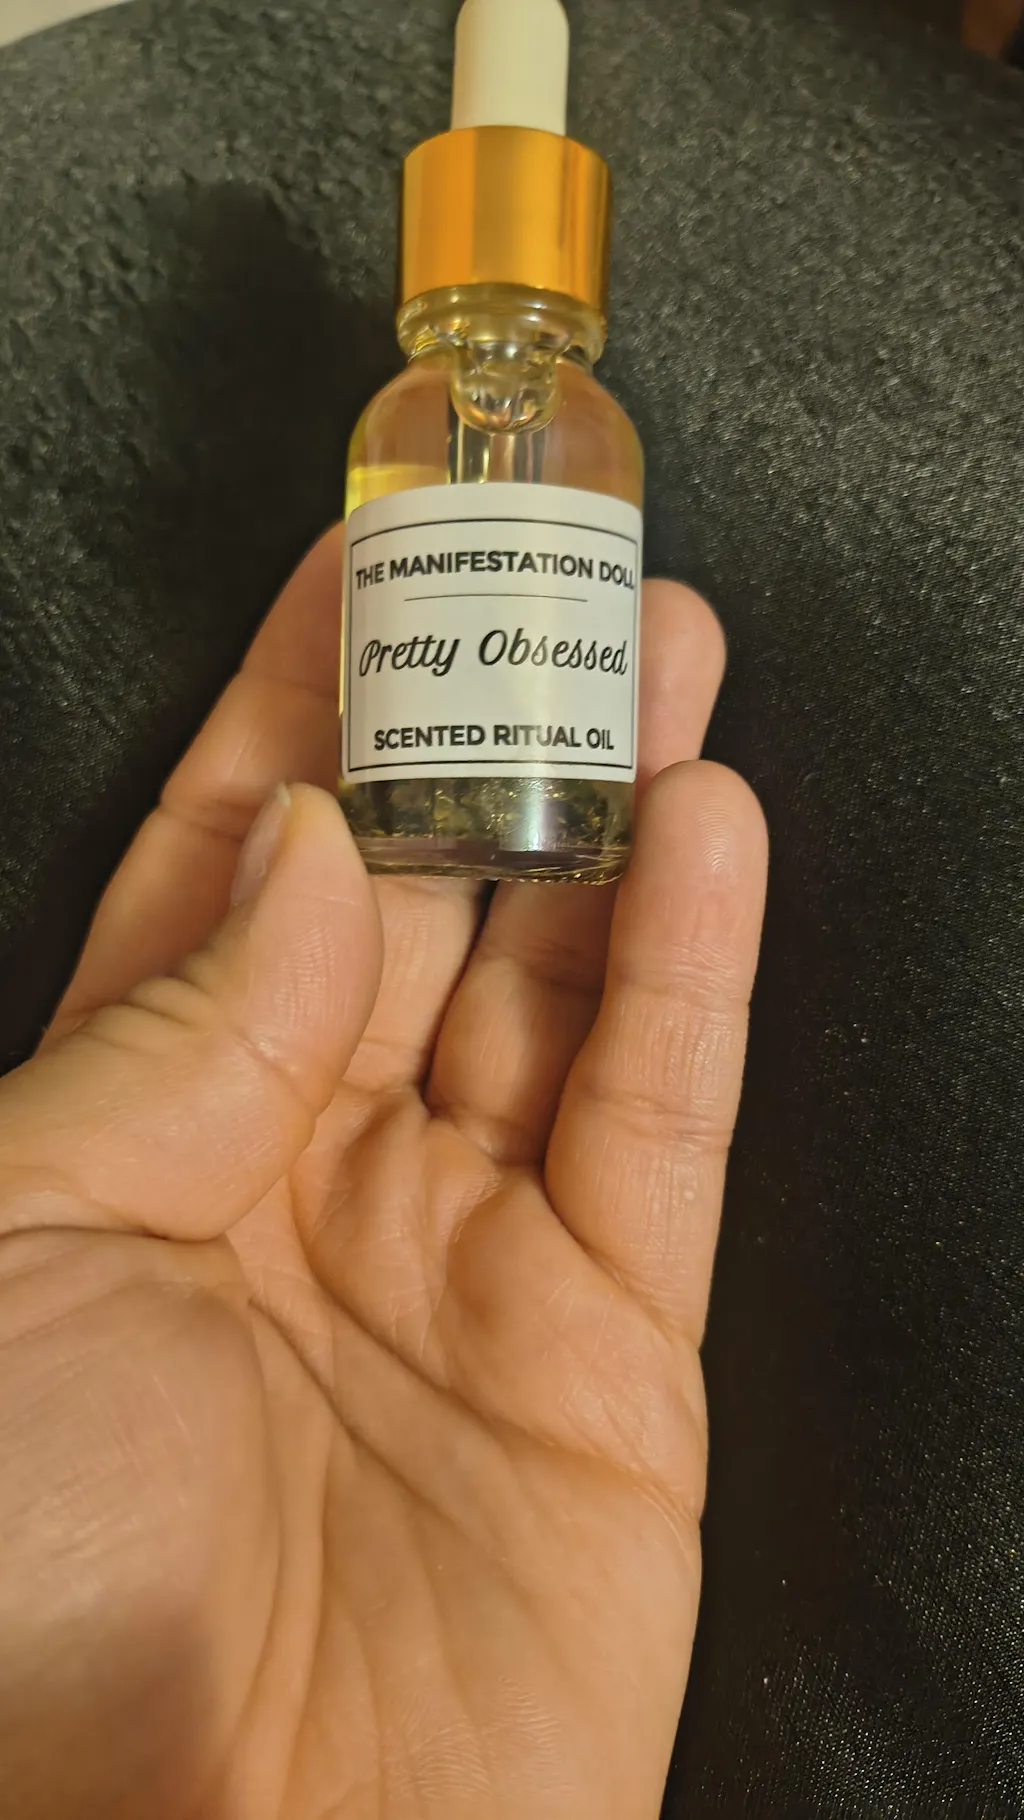 THE MANIFESTATION DOLL
Pretty Obsessed
SCENTED RITUAL OIL